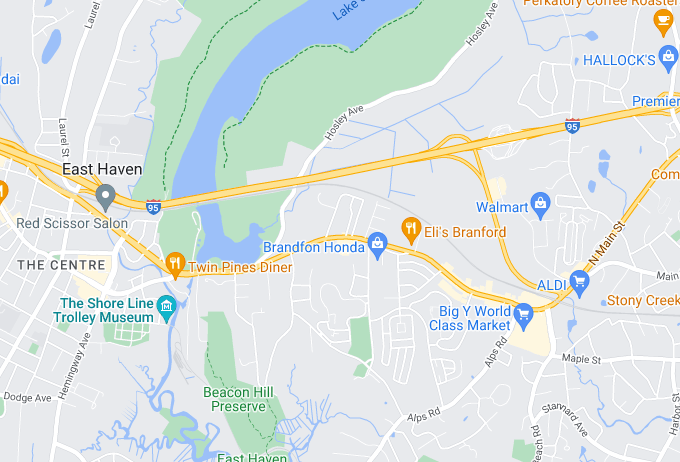 Perkatory Coffee Roaster
Lake
Laurel
Hosley Ave
HALLOCK'S
dai
Premier
Hosley Ave
95
Laurel St
East Haven
Com
95
Walmart
Red Scissor Salon
Eli's Branford
N Main St
Brandfon Honda
THE CENTRE
Twin Pines Diner
Main
ALDI
Stony Creek
The Shore Line
Trolley Museum
Big Y World
Class Market
Hemingway Ave
Alps Rd
Maple St
Dodge Ave
Beacon Hill
Preserve
Alps Rd
Stannard Ave
Harbor St
Beach Rd
East Haven